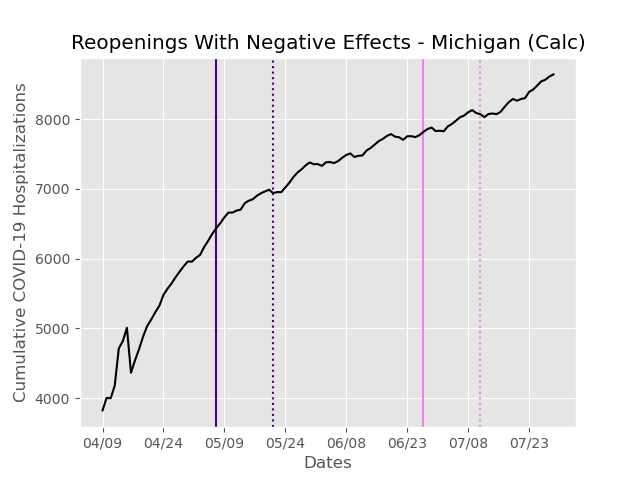 Reopenings With Negative Effects - Michigan (Calc)
Cumulative COVID-19 Hospitalizations
8000
7000
6000
5000
4000
04/09 04/24 05/09 05/24 06/08 06/23 07/08 07/23
Dates